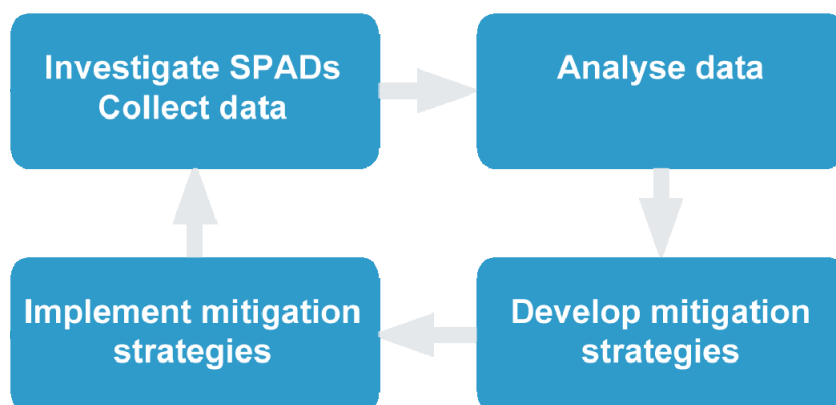 Investigate SPADs
Collect data
Analyse data
Implement mitigation
strategies
Develop mitigation
strategies